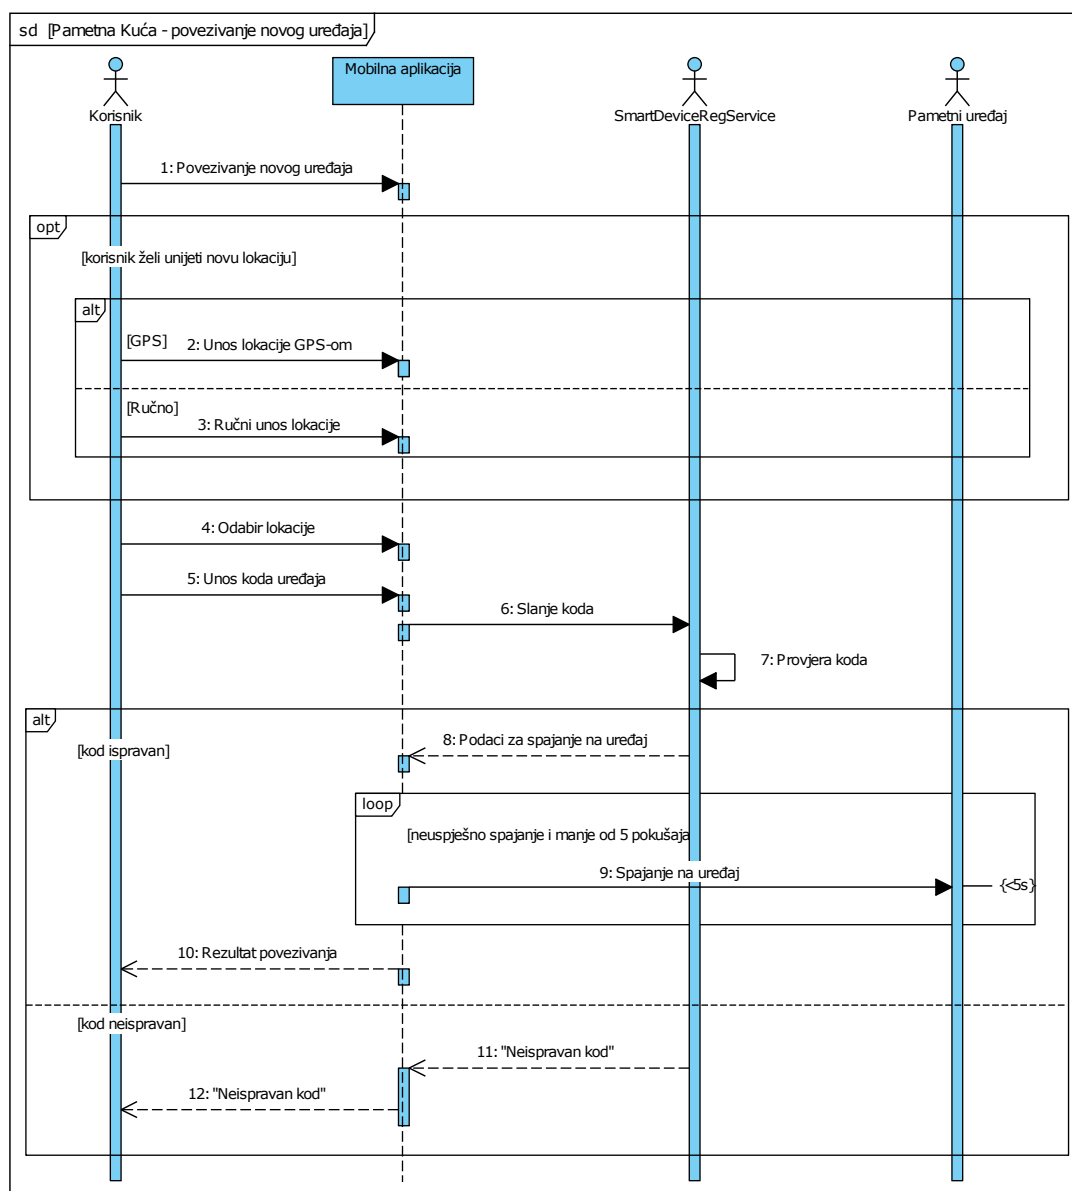 sd [Pametna Kuća - povezivanje novog uređaja]
Mobilna aplikacija
Korisnik
SmartDeviceRegService
Pametni uređaj
1: Povezivanje novog uređaja
opt
[korisnik želi unijeti novu lokaciju]
alt
[GPS]
2: Unos lokacije GPS-om
[Ručno]
3: Ručni unos lokacije
4: Odabir lokacije
5: Unos koda uređaja
6: Slanje koda
7: Provjera koda
alt
[kod ispravan]
8: Podaci za spajanje na uređaj
loop
[neuspješno spajanje i manje od 5 pokušaja
9: Spajanje na uređaj
{<5s}
10: Rezultat povezivanja
[kod neispravan]
11: "Neispravan kod"
12: "Neispravan kod"